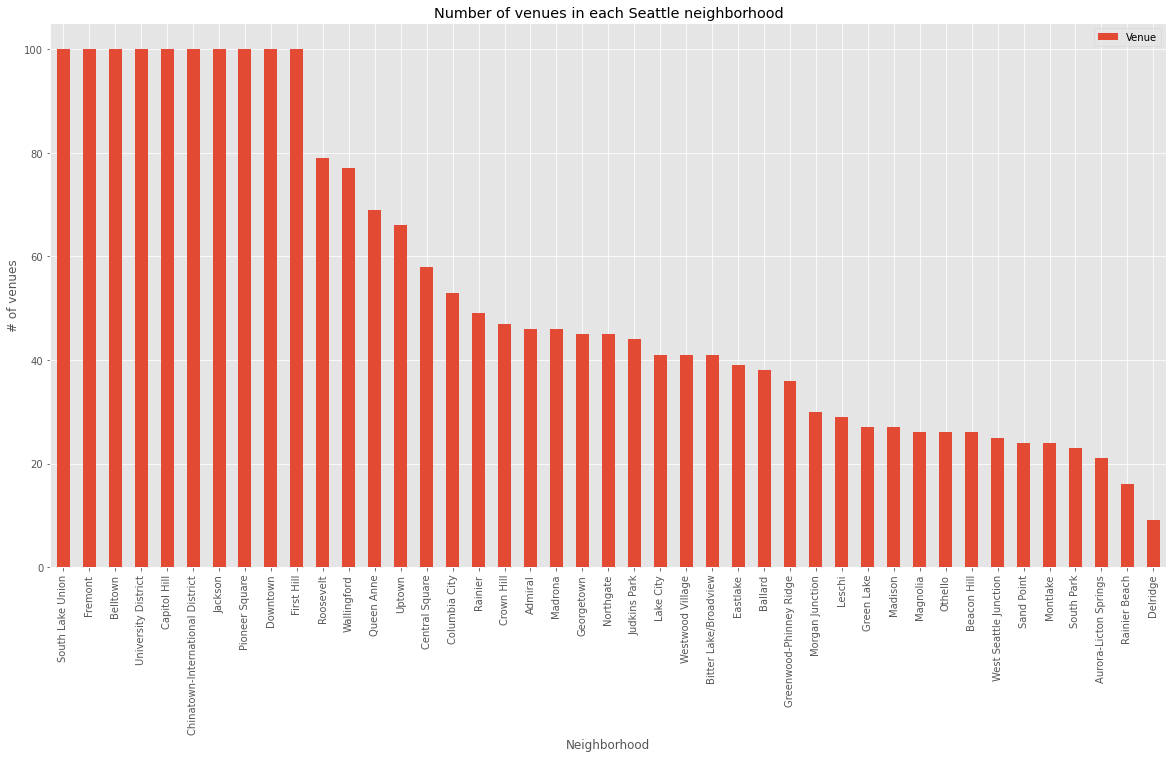 Number of venues in each Seattle neighborhood
Venue
# of venues
100
80
60
40
20
0
South Lake Union
Fremont
Belltown
University District
Capitol Hill
Chinatown-International District
Jackson
Pioneer Square
Downtown
First Hill
Roosevelt
Wallingford
Queen Anne
Uptown
Central Square
Columbia City
Rainier
Crown Hill
Admiral
Madrona
Georgetown
Northgate
Judkins Park
Lake City
Westwood Village
Bitter Lake/Broadview
Eastlake
Ballard
Greenwood-Phinney Ridge
Morgan Junction
Leschi
Green Lake
Madison
Magnolia
Othello
Beacon Hill
West Seattle Junction
Sand Point
Montlake
South Park
Aurora-Licton Springs
Rainier Beach
Delridge
Neighborhood